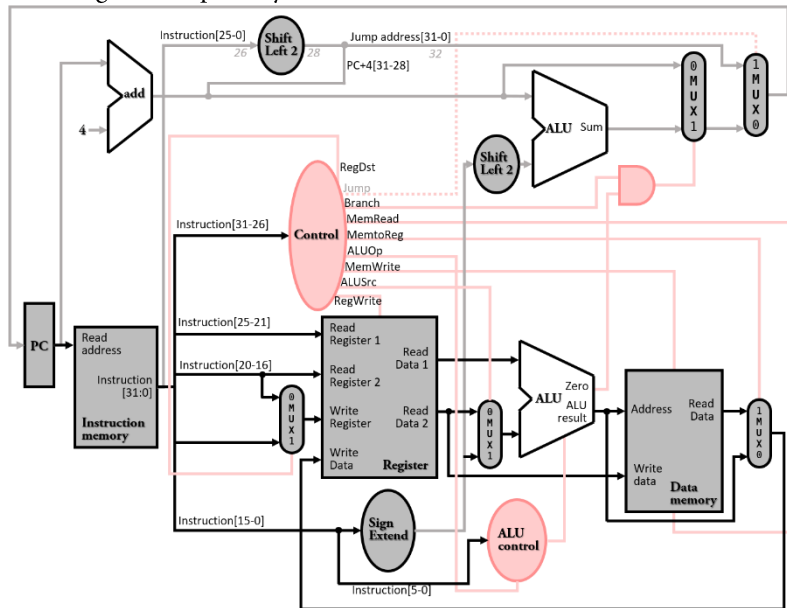 Instruction[25-0]
26
Shift
Left 2
28
Jump address[31-0]
32
PC+4[31-28]
add
4
0
M
U
X
1
1
M
U
X
0
ALU
Sum
Shift
Left 2
RegDst
Jump
Branch
MemRead
MemtoReg
ALUOp
MemWrite
ALUSrc
RegWrite
Control
Instruction[31-26]
PC
Read
address
Instruction
[31:0]
Instruction
memory
Instruction[25-21]
Instruction[20-16]
0
M
U
X
1
Read
Register 1
Read
Register 2
Write
Register
Write
Data
Read
Data 1
Read
Data 2
Register
0
M
U
X
1
ALU
Zero
ALU
result
Address
Read
Data
Write
data
Data
memory
1
M
U
X
0
Instruction[15-0]
Sign
Extend
ALU
control
Instruction[5-0]